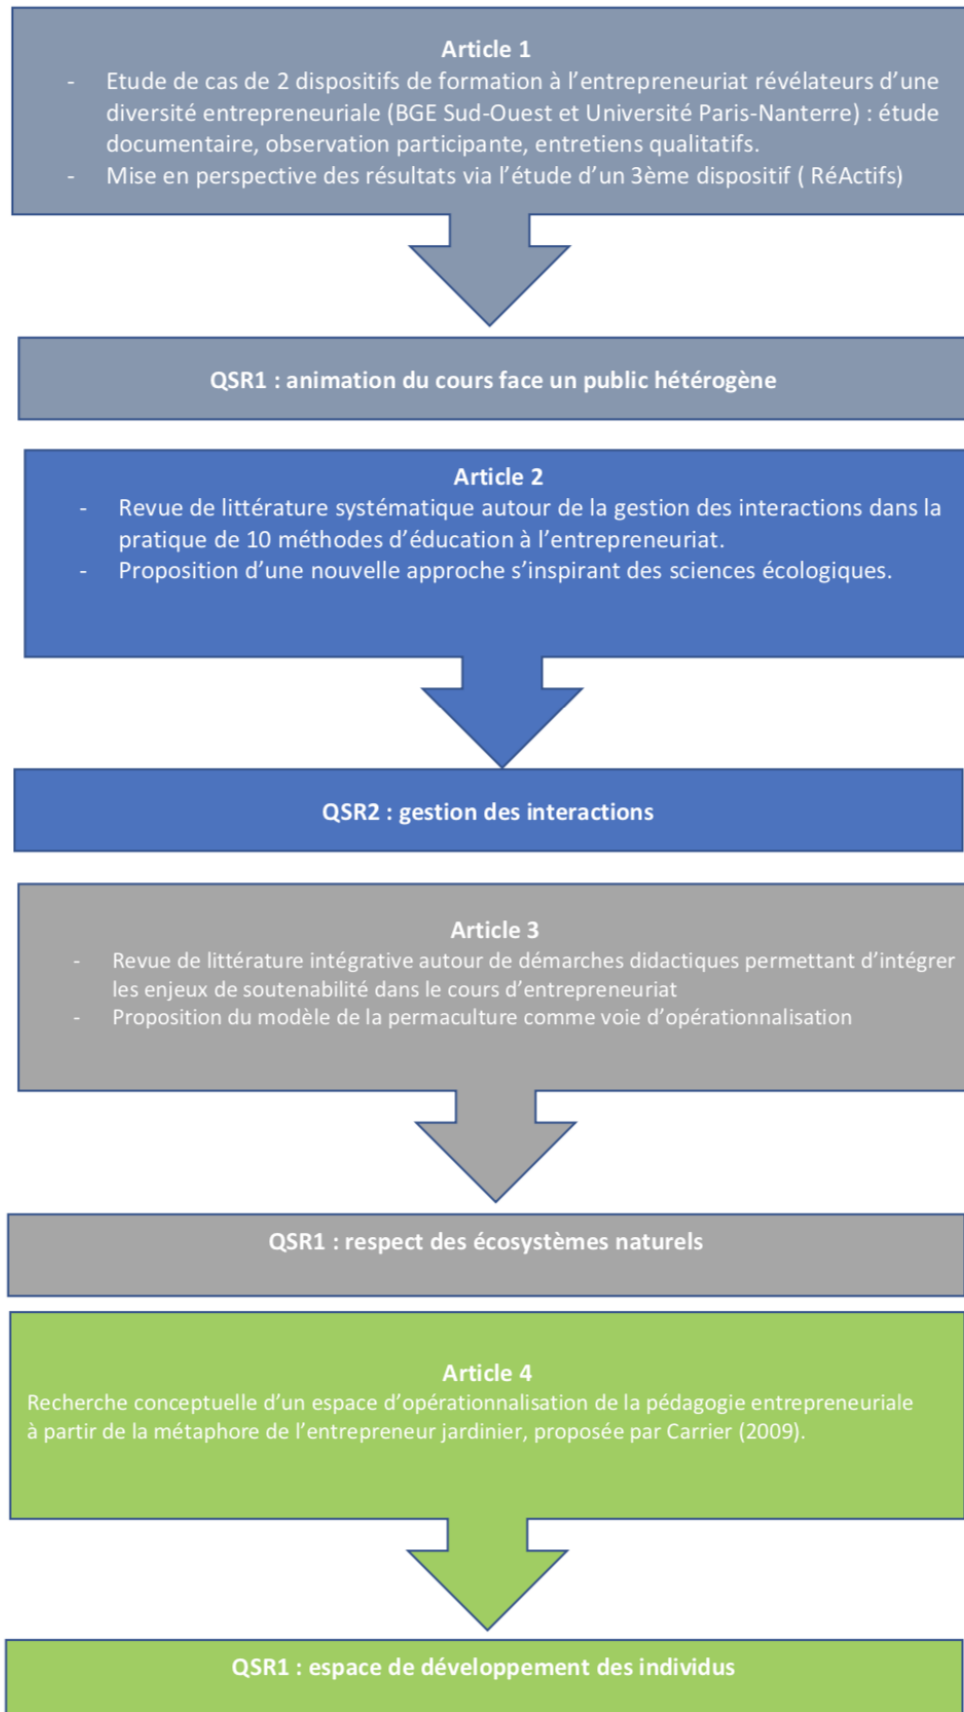 Article 1
- Etude de cas de 2 dispositifs de formation à l’entrepreneuriat révélateurs d’une
diversité entrepreneuriale (BGE Sud-Ouest et Université Paris-Nanterre) : étude
documentaire, observation participante, entretiens qualitatifs.
- Mise en perspective des résultats via l’étude d’un 3ème dispositif ( RéActifs)
QSR1 : animation du cours face un public hétérogène
Article 2
- Revue de littérature systématique autour de la gestion des interactions dans la
pratique de 10 méthodes d’éducation à l’entrepreneuriat.
- Proposition d’une nouvelle approche s’inspirant des sciences écologiques.
QSR2 : gestion des interactions
Article 3
- Revue de littérature intégrative autour de démarches didactiques permettant d’intégrer
les enjeux de soutenabilité dans le cours d’entrepreneuriat
- Proposition du modèle de la permaculture comme voie d’opérationnalisation
QSR1 : respect des écosystèmes naturels
Article 4
Recherche conceptuelle d’un espace d’opérationnalisation de la pédagogie entrepreneuriale
à partir de la métaphore de l’entrepreneur jardinier, proposée par Carrier (2009).
QSR1 : espace de développement des individus